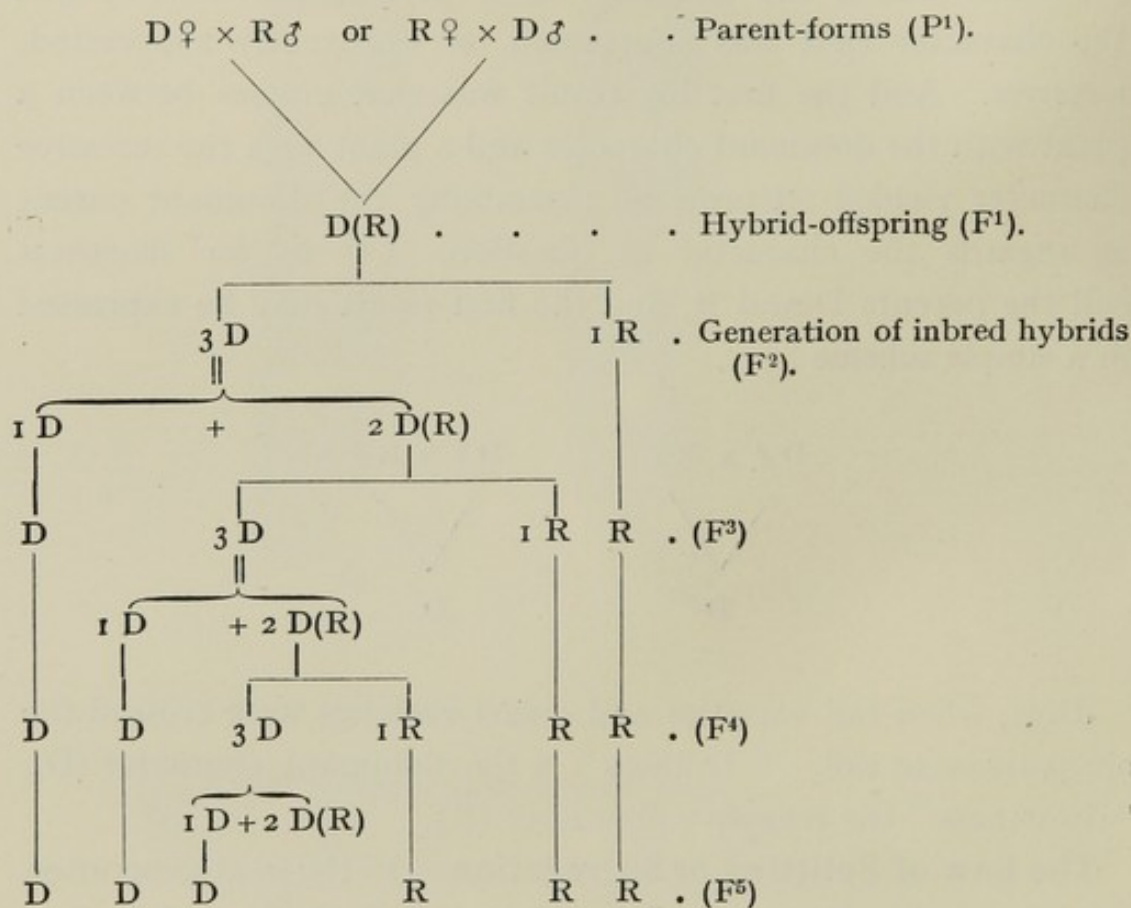 D♀ × R♂ or R♀ × D♂ . . Parent-forms (P¹).
D(R) . . . . Hybrid-offspring (F¹).
3 D 1 R . Generation of inbred hybrids
(F²).
1 D + 2 D(R)
D 3 D 1 R R . (F³)
1 D + 2 D(R)
D D 3 D 1 R R R . (F⁴)
1 D + 2 D(R)
D D D R R R . (F⁵)